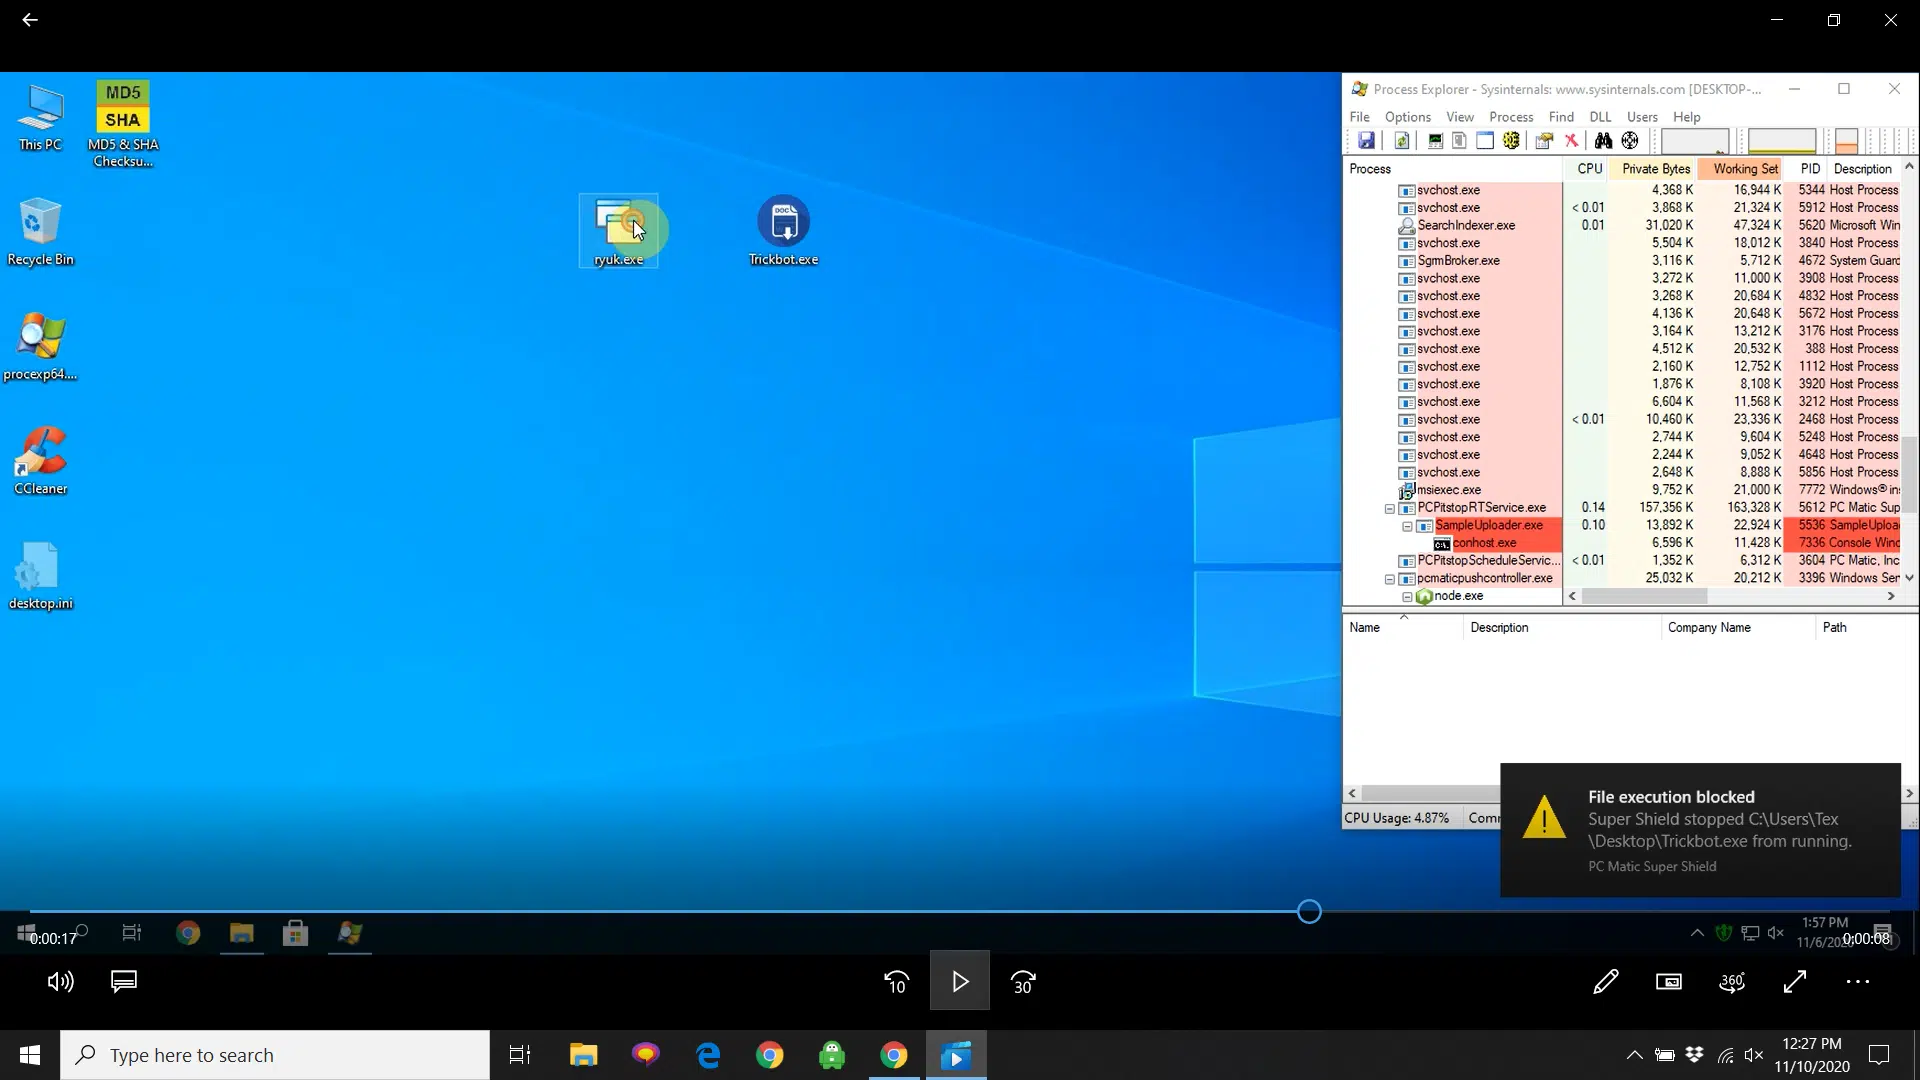 Process Explorer - Sysinternals: www.sysinternals.com [DESKTOP-...
File Options View Process Find DLL Users Help
MD5
SHA
This PC
MD5 & SHA
Checksu...
Recycle Bin
procexp64....
CCleaner
desktop.ini
ryuk.exe
DOC
Trickbot.exe
Process CPU Private Bytes Working Set PID Description
svchost.exe 4,368 K 16,944 K 5344 Host Process
svchost.exe < 0.01 3,868 K 21,324 K 5912 Host Process
SearchIndexer.exe 0.01 31,020 K 47,324 K 5620 Microsoft Win
svchost.exe 5,504 K 18,012 K 3840 Host Process
SgrmBroker.exe 3,116 K 5,712 K 4672 System Guard
svchost.exe 3,272 K 11,000 K 3908 Host Process
svchost.exe 3,268 K 20,684 K 4832 Host Process
svchost.exe 4,136 K 20,648 K 5672 Host Process
svchost.exe 3,164 K 13,212 K 3176 Host Process
svchost.exe 4,512 K 20,532 K 388 Host Process
svchost.exe 2,160 K 12,752 K 1112 Host Process
svchost.exe 1,876 K 8,108 K 3920 Host Process
svchost.exe 6,604 K 11,568 K 3212 Host Process
svchost.exe < 0.01 10,460 K 23,336 K 2468 Host Process
svchost.exe 2,744 K 9,604 K 5248 Host Process
svchost.exe 2,244 K 9,052 K 4648 Host Process
svchost.exe 2,648 K 8,888 K 5856 Host Process
msiexec.exe 9,752 K 21,000 K 7772 Windows® in
PCPitstopRTService.exe 0.14 157,356 K 163,328 K 5612 PC Matic Sup
SampleUploader.exe 0.10 13,892 K 22,924 K 5536 SampleUploa
conhost.exe 6,596 K 11,428 K 7336 Console Winc
PCPitstopScheduleServic... < 0.01 1,352 K 6,312 K 3604 PC Matic, Inc
pcmaticpushcontroller.exe 25,032 K 20,212 K 3396 Windows Ser
node.exe
Name Description Company Name Path
CPU Usage: 4.87% Comm
File execution blocked
Super Shield stopped C:\Users\Tex
\Desktop\Trickbot.exe from running.
PC Matic Super Shield
1:57 PM
0:00:17
11/6/2020
0:00:08
10
30
360°
Type here to search
12:27 PM
11/10/2020